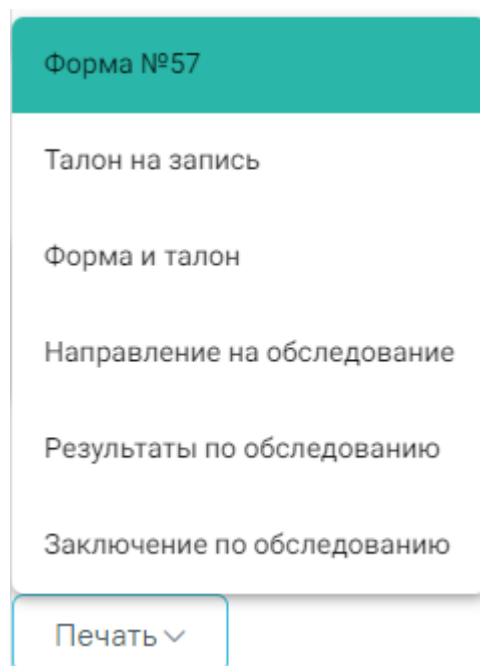 Форма №57
Талон на запись
Форма и талон
Направление на обследование
Результаты по обследованию
Заключение по обследованию
Печать